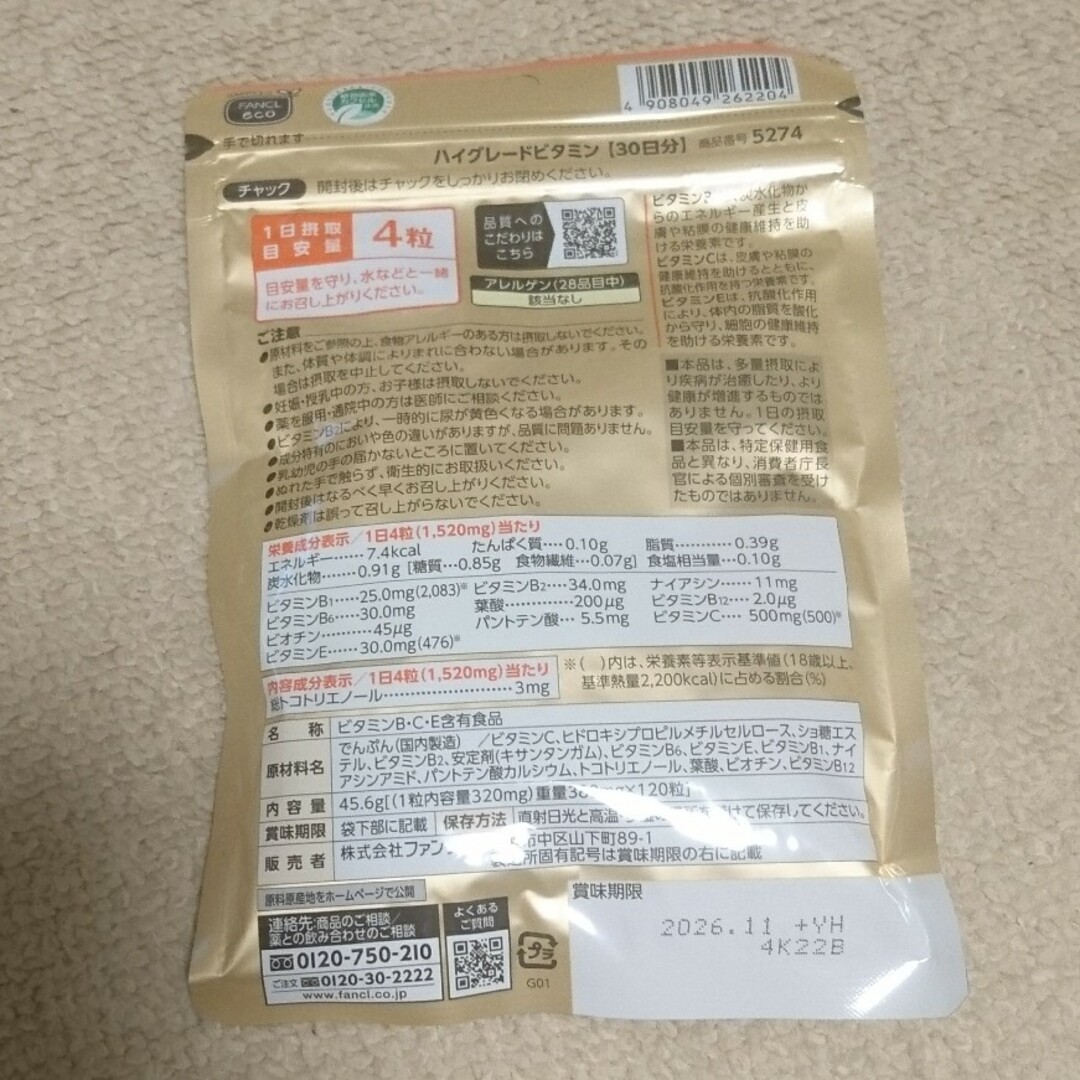 FANCL
eco
4 908049 262204
手で切れます
ハイグレードビタミン【30日分】 商品番号 5274
チャック 開封後はチャックをしっかりお閉めください。
1日摂取
目安量 4粒
目安量を守り、水などと一緒
にお召し上がりください。
品質への
こだわりは
こちら
アレルゲン(28品目中)
該当なし
ビタミン 炭水化物か
らのエネルギー産生と皮
膚や粘膜の健康維持を助
ける栄養素です。
ビタミンCは、皮膚や粘膜の
健康維持を助けるとともに、
抗酸化作用を持つ栄養素です。
ビタミンEは、抗酸化作用
により、体内の脂質を酸化
から守り、細胞の健康維持
を助ける栄養素です。
■本品は、多量摂取によ
り疾病が治癒したり、より
健康が増進するものでは
ありません。1日の摂取
目安量を守ってください。
■本品は、特定保健用食
品と異なり、消費者庁長
官による個別審査を受け
たものではありません。
ご注意
●原材料をご参照の上、食物アレルギーのある方は摂取しないでください。
また、体質や体調によりまれに合わない場合があります。その
場合は摂取を中止してください。
●妊娠・授乳中の方、お子様は摂取しないでください。
●薬を服用・通院中の方は医師にご相談ください。
●ビタミンB2により、一時的に尿が黄色くなる場合があります。
●成分特有のにおいや色の違いがありますが、品質に問題ありません。
●乳幼児の手の届かないところに置いてください。
●ぬれた手で触らず、衛生的にお取扱いください。
●開封後はなるべく早くお召し上がりください。
●乾燥剤は誤って召し上がらないでください。
栄養成分表示/1日4粒(1,520mg)当たり
エネルギー……7.4kcal たんぱく質……0.10g 脂質…………0.39g
炭水化物……0.91g [糖質…0.85g 食物繊維…0.07g] 食塩相当量…0.10g
ビタミンB1……25.0mg(2,083)※ ビタミンB2……34.0mg ナイアシン……11mg
ビタミンB6……30.0mg 葉酸…………200μg ビタミンB12……2.0μg
ビオチン………45μg パントテン酸… 5.5mg ビタミンC…… 500mg(500)※
ビタミンE……30.0mg(476)※
内容成分表示/1日4粒(1,520mg)当たり
総トコトリエノール……………………3mg
※( )内は、栄養素等表示基準値(18歳以上、
基準熱量2,200kcal)に占める割合(%)
名称 ビタミンB・C・E含有食品
原材料名 でんぷん(国内製造) /ビタミンC、ヒドロキシプロピルメチルセルロース、ショ糖エス
テル、ビタミンB2、安定剤(キサンタンガム)、ビタミンB6、ビタミンE、ビタミンB1、ナイ
アシンアミド、パントテン酸カルシウム、トコトリエノール、葉酸、ビオチン、ビタミンB12
内容量 45.6g[(1粒内容量320mg)重量380mg×120粒]
賞味期限 袋下部に記載 保存方法 直射日光と高温・ 避けて保存してください。
販売者 株式会社ファン 市中区山下町89-1
製造所固有記号は賞味期限の右に記載
原料原産地をホームページで公開
連絡先:商品のご相談/
薬との飲み合わせのご相談
0120-750-210
ご注文 0120-30-2222
www.fancl.co.jp
よくある
ご質問
プラ
G01
賞味期限
2026.11 +YH
4K22B